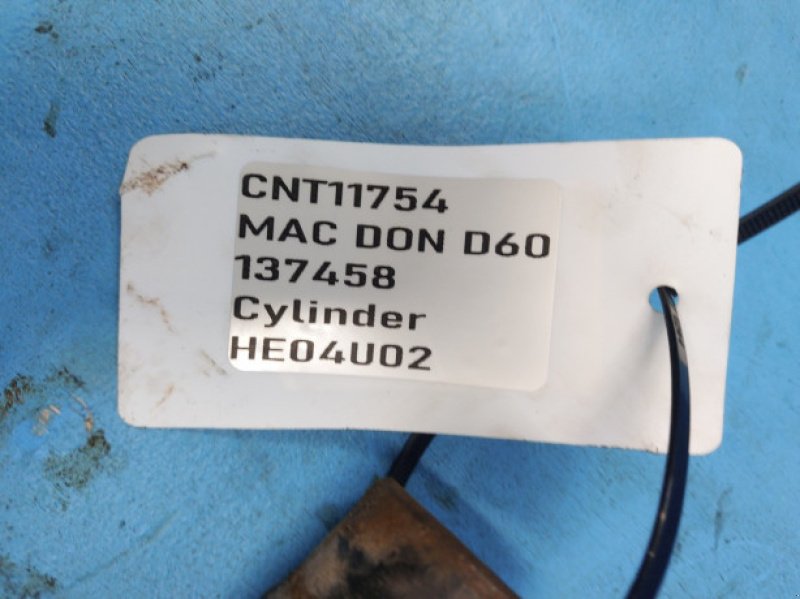 CNT11754
MAC DON D60
137458
Cylinder
HE04U02